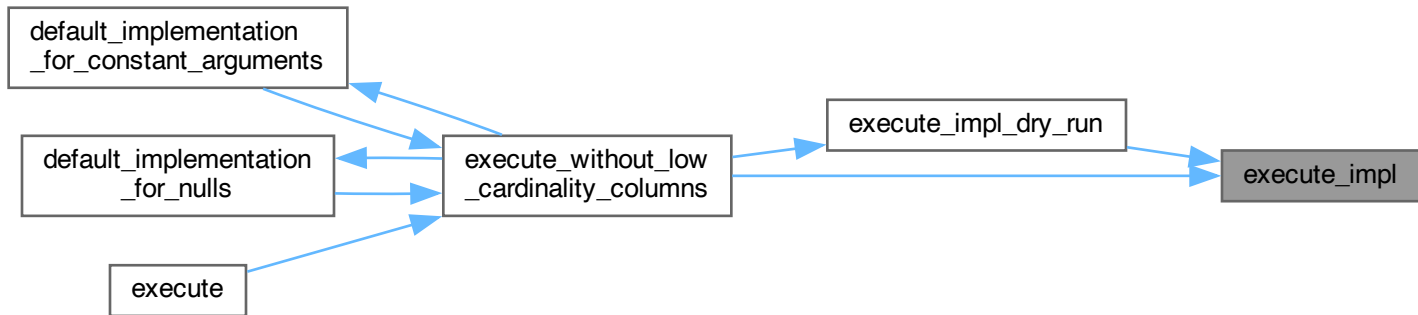 default_implementation
_for_constant_arguments
default_implementation
_for_nulls
execute
execute_without_low
_cardinality_columns
execute_impl_dry_run
execute_impl